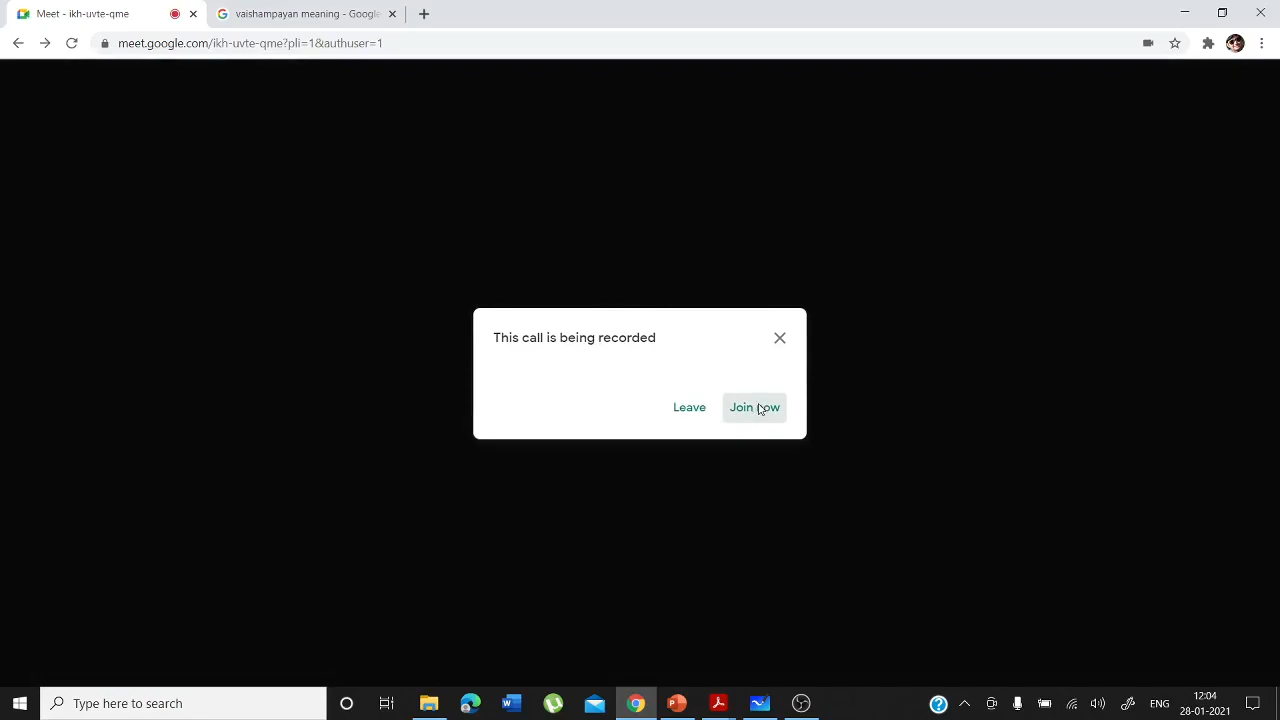 Meet - ikh-uvte-qme
vaishampayan meaning - Google
meet.google.com/ikh-uvte-qme?pli=1&authuser=1
This call is being recorded
Leave
Join now
Type here to search
ENG
12:04
28-01-2021